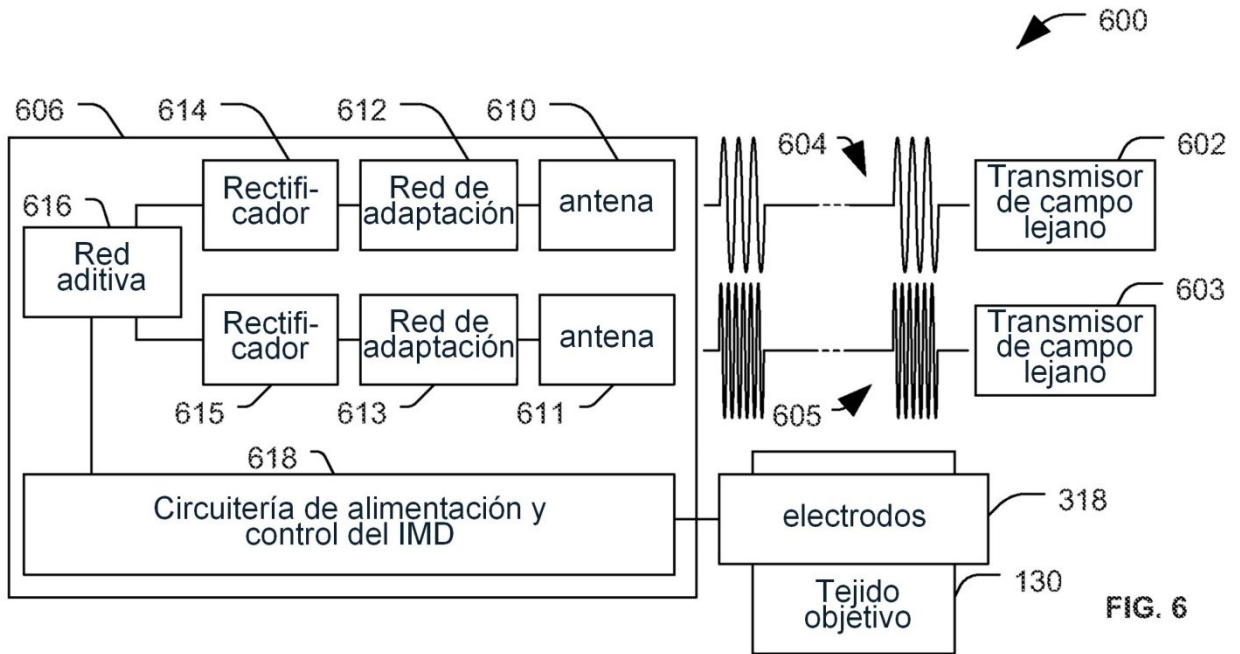 600
606
614
612
610
604
602
616
Rectifi-
cador
Red de
adaptación
antena
Transmisor
de campo
lejano
Red
aditiva
603
Rectifi-
cador
Red de
adaptación
antena
Transmisor
de campo
lejano
615
613
611
605
618
Circuitería de alimentación y
control del IMD
electrodos
318
Tejido
objetivo
130
FIG. 6